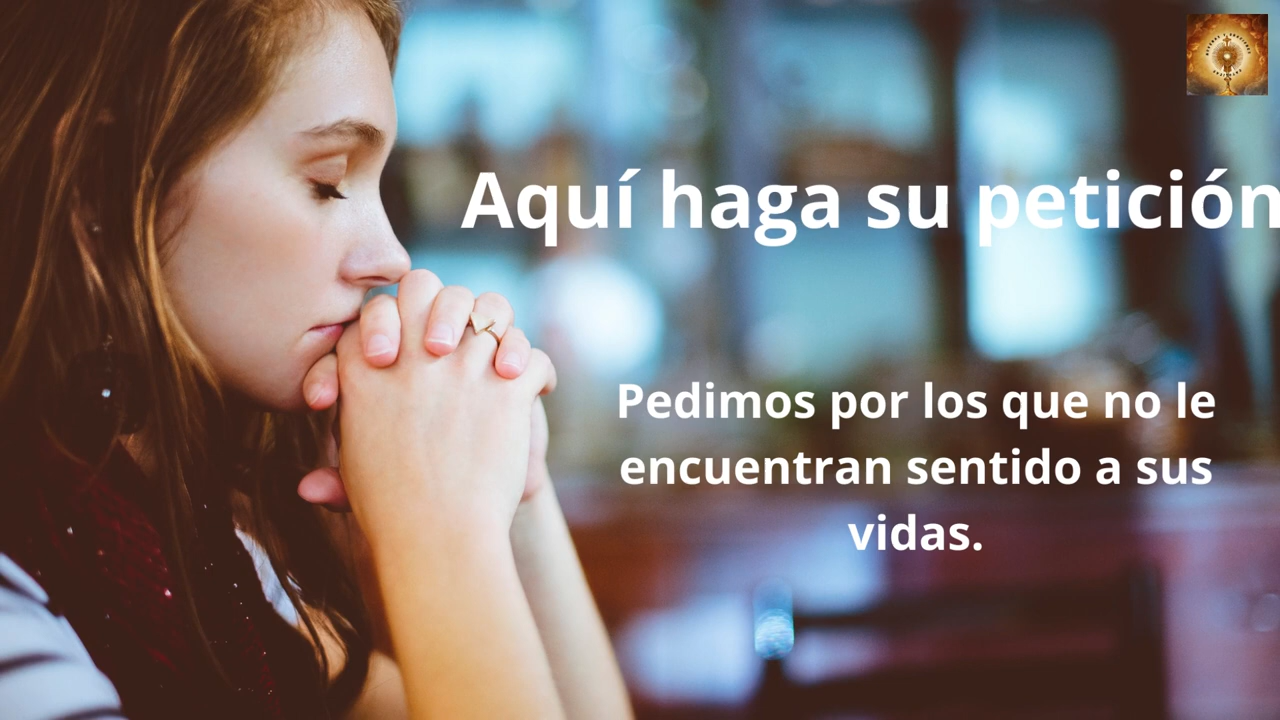 Aquí haga su petición
Pedimos por los que no le
encuentran sentido a sus
vidas.